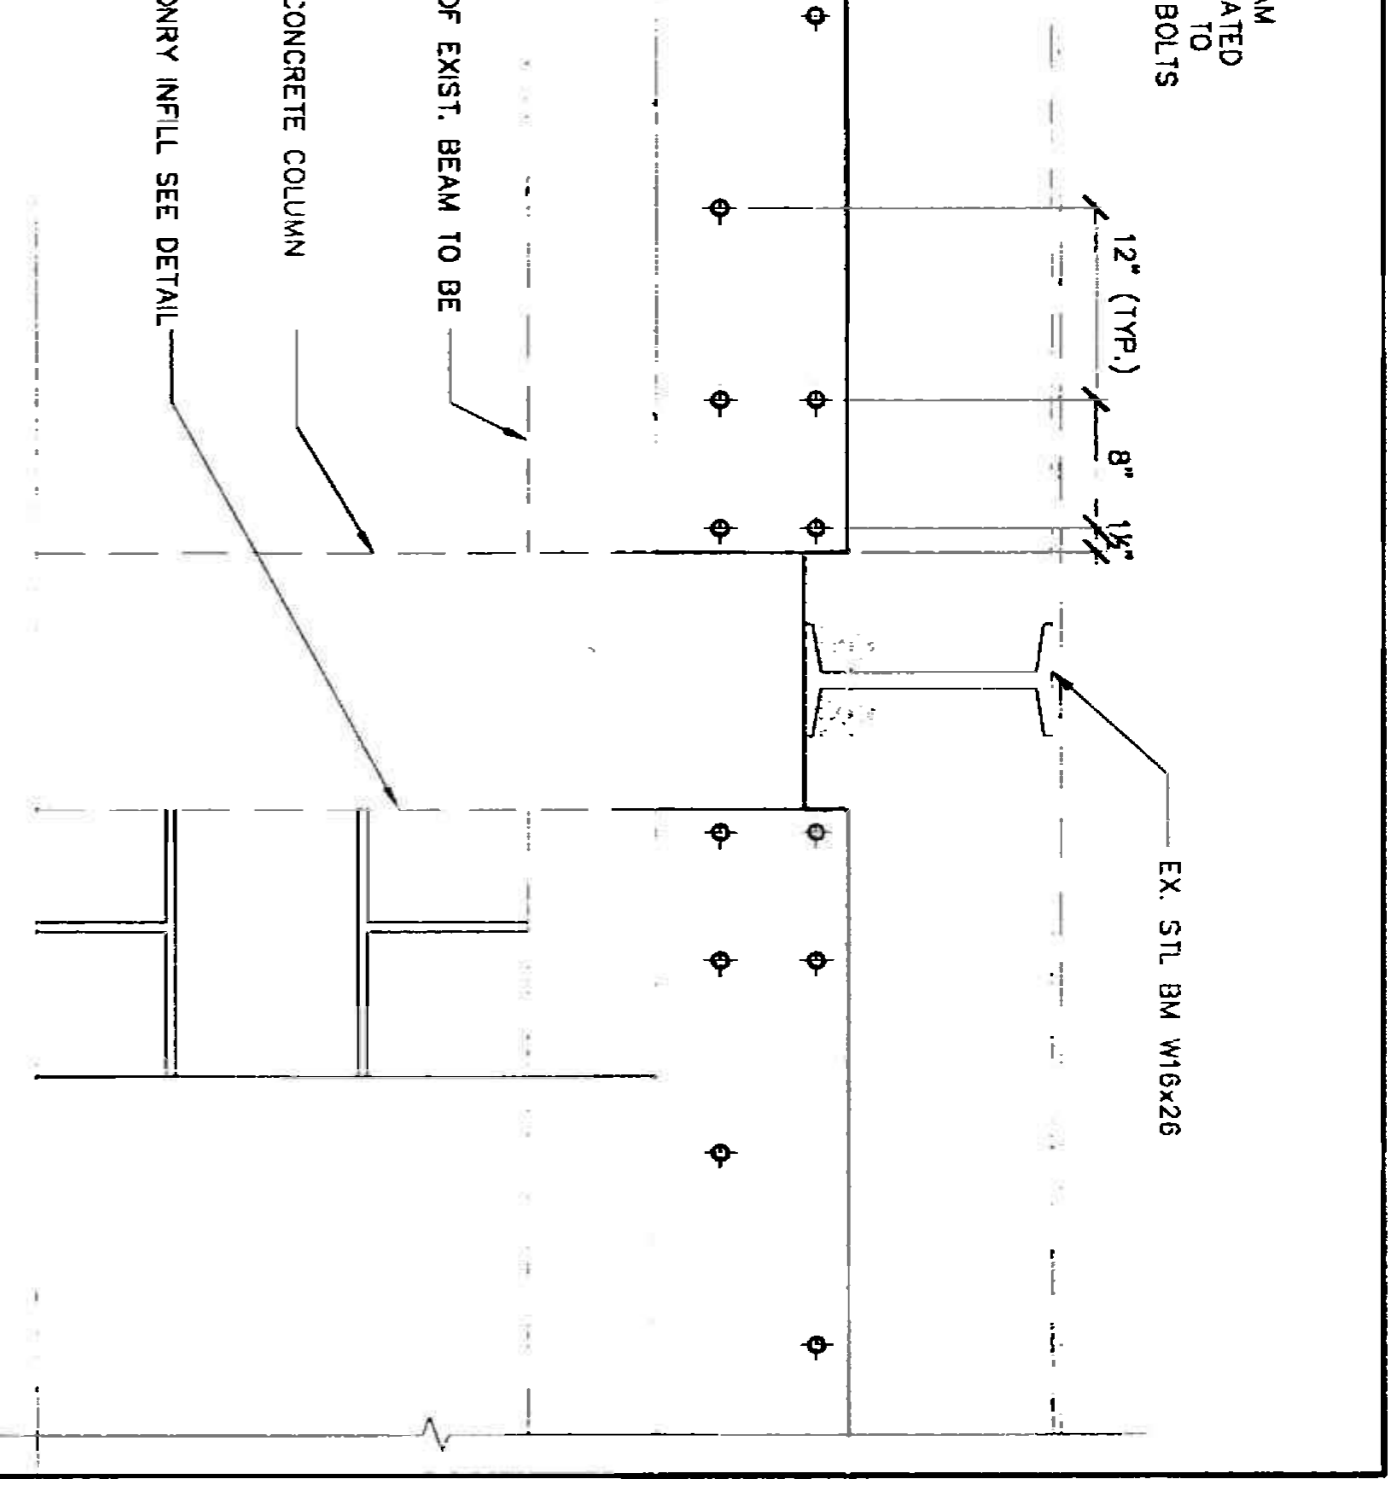 AM
ATED
TO
BOLTS
12" (TYP.)
8"
1½"
EX. STL BM W16x26
OF EXIST. BEAM TO BE
CONCRETE COLUMN
ONRY INFILL SEE DETAIL